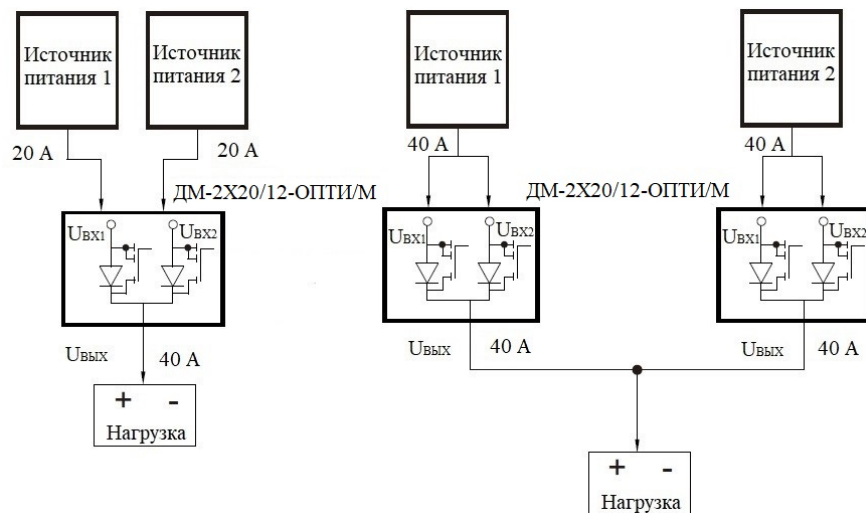 Источник
питания 1
Источник
питания 2
20 А
20 А
ДМ-2Х20/12-ОПТИ/М
UВХ1
UВХ2
UВЫХ
40 А
+ -
Нагрузка
Источник
питания 1
40 А
ДМ-2Х20/12-ОПТИ/М
UВХ1
UВХ2
UВЫХ
40 А
Источник
питания 2
40 А
UВХ1
UВХ2
UВЫХ
40 А
+ -
Нагрузка